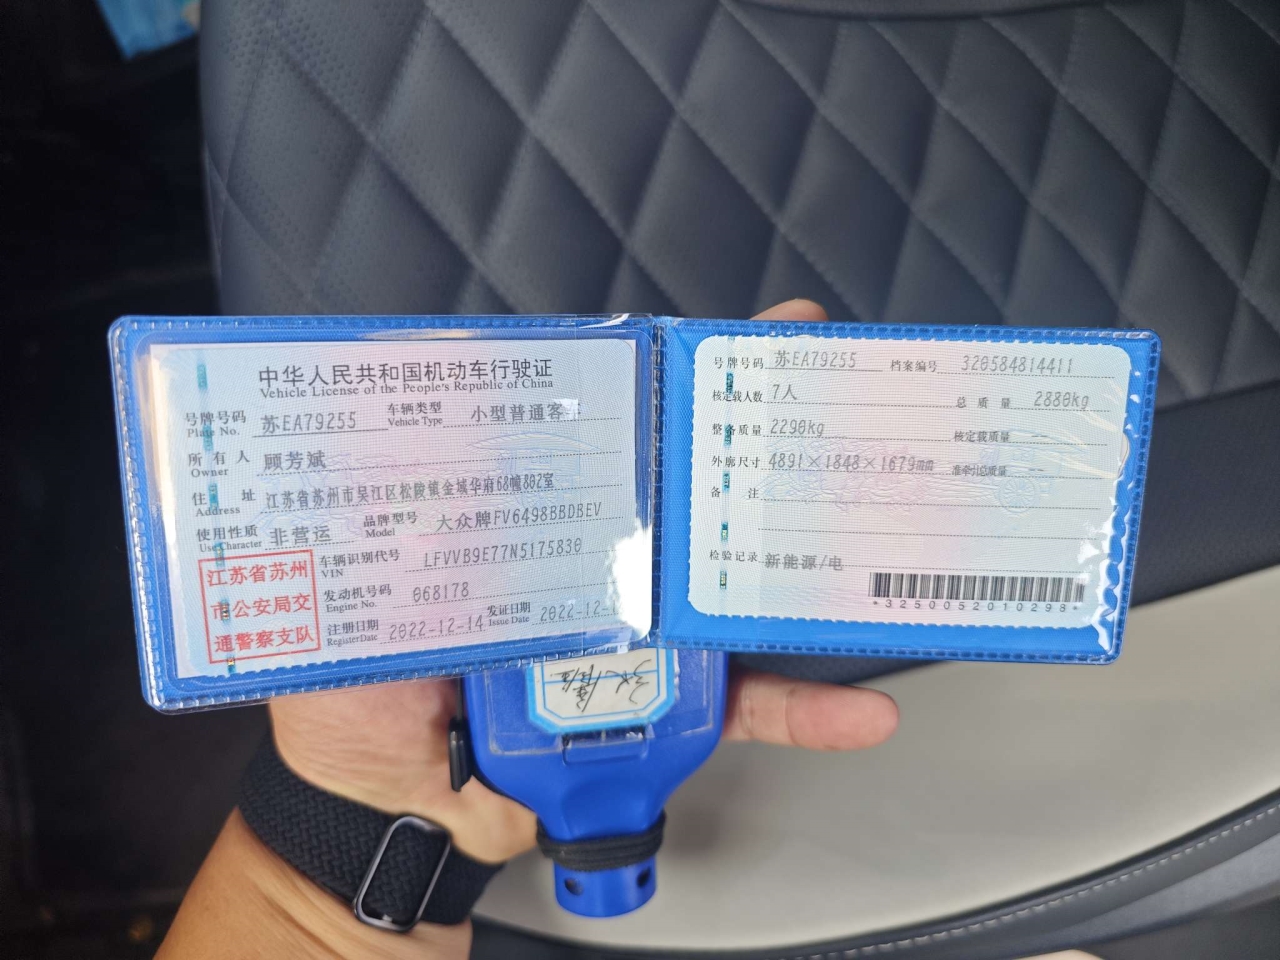 中华人民共和国机动车行驶证
Vehicle License of the People's Republic of China
号牌号码 Plate No. 苏EA79255 车辆类型 Vehicle Type 小型普通客
所有人 Owner 顾芳斌
住址 Address 江苏省苏州市吴江区松陵镇金域华府68幢802室
使用性质 Use Character 非营运 品牌型号 Model 大众牌FV6498BBDBEV
车辆识别代号 VIN LFVVB9E77N5175830
发动机号码 Engine No. 068178
注册日期 Register Date 2022-12-14 发证日期 Issue Date 2022-12-
江苏省苏州
市公安局交
通警察支队
号牌号码 苏EA79255 档案编号 320584814411
核定载人数 7人 总质量 2880kg
整备质量 2290kg 核定载质量 --
外廓尺寸 4891×1848×1679mm 准牵引总质量 --
备注
检验记录 新能源/电
*3250052010298*